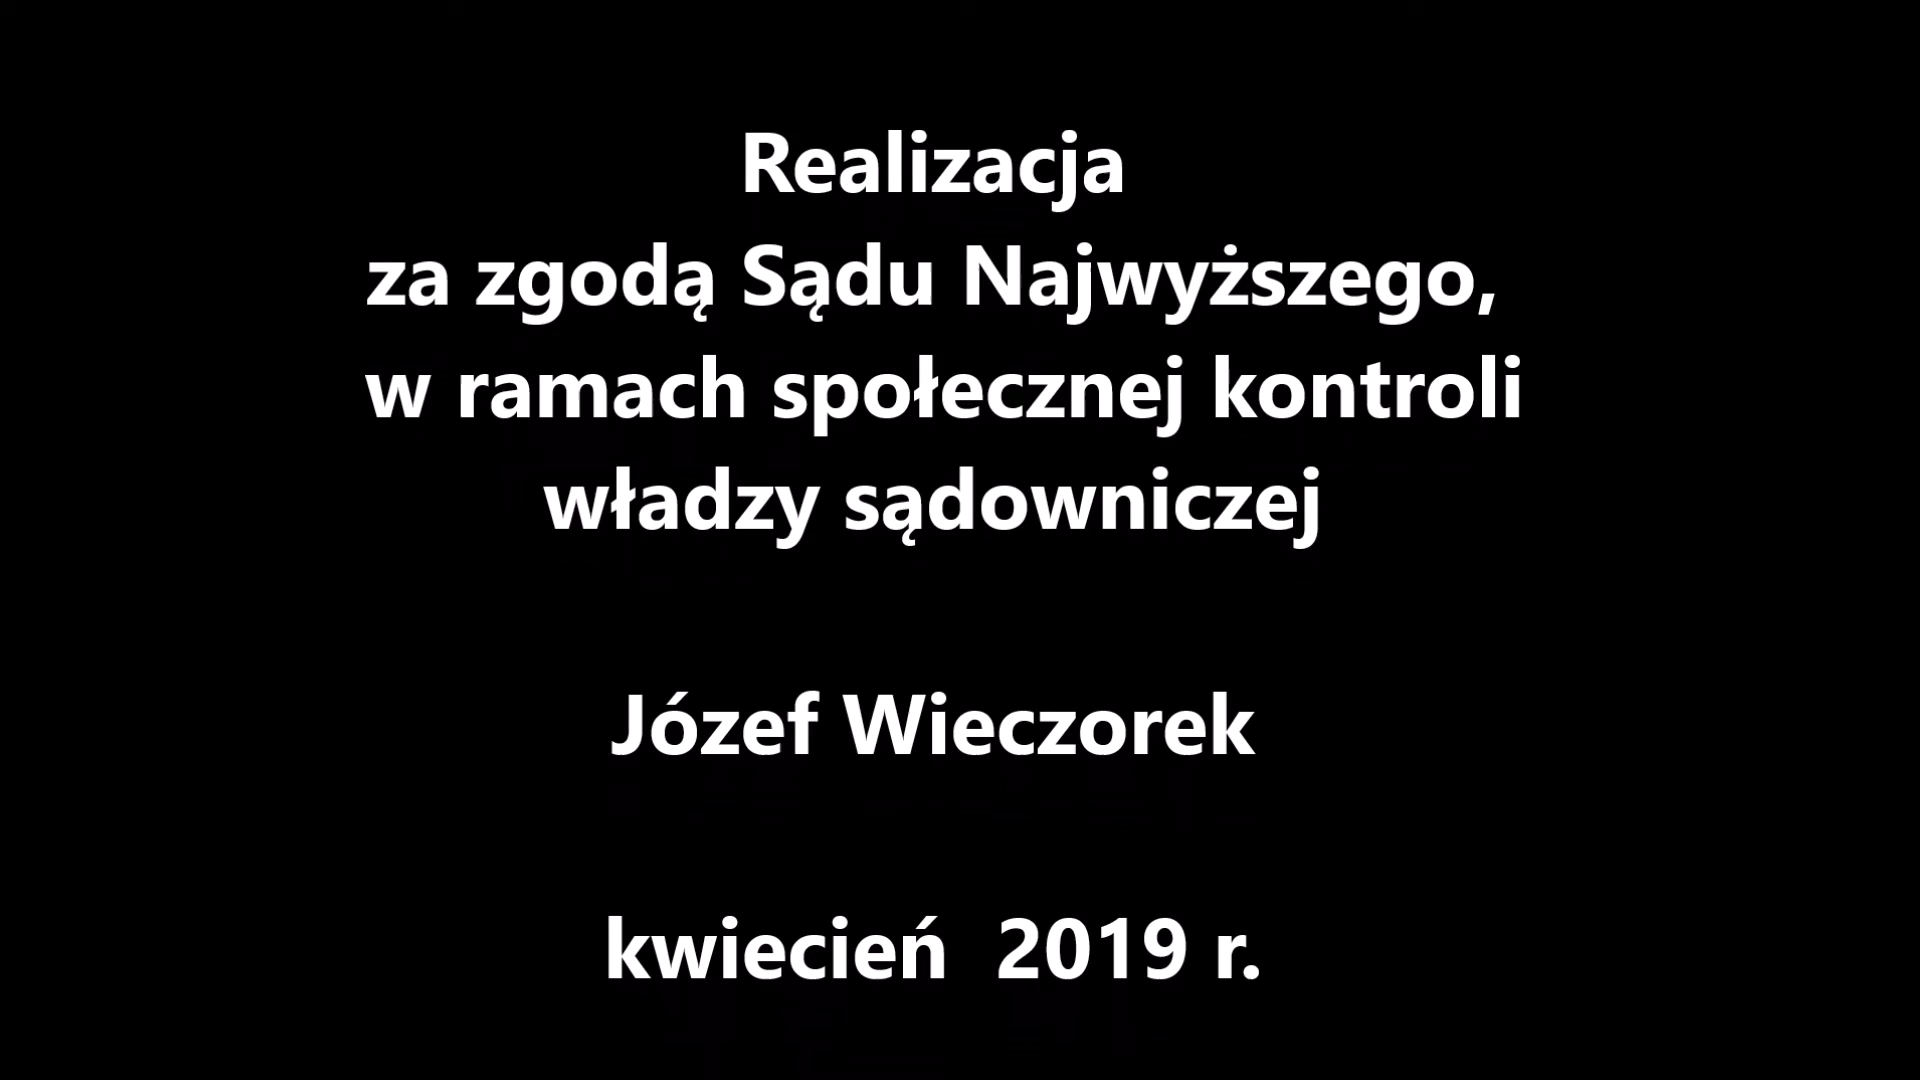 Realizacja
za zgodą Sądu Najwyższego,
w ramach społecznej kontroli
władzy sądowniczej
Józef Wieczorek
kwiecień  2019 r.